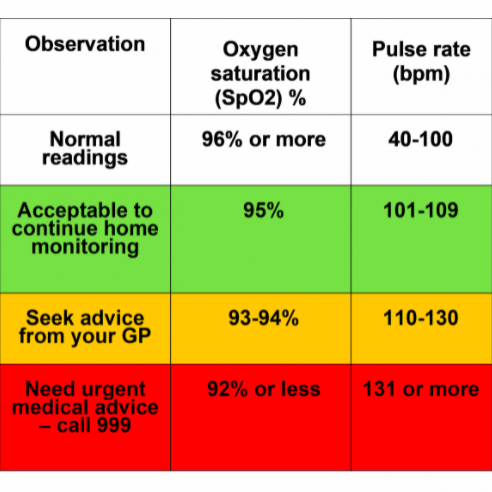 Observation
Oxygen
saturation
(SpO2) %
Pulse rate
(bpm)
Normal
readings
96% or more
40-100
Acceptable to
continue home
monitoring
95%
101-109
Seek advice
from your GP
93-94%
110-130
Need urgent
medical advice
– call 999
92% or less
131 or more